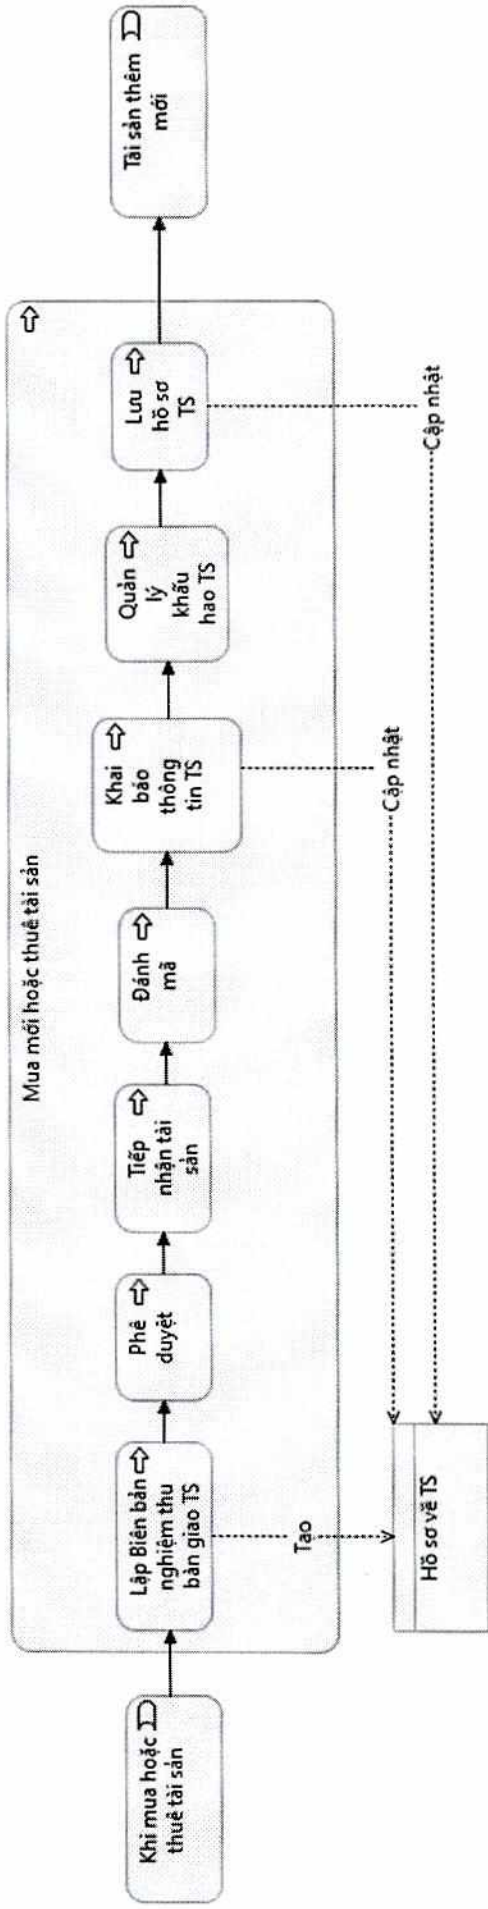 Mua mới hoặc thuê tài sản
Khi mua hoặc
thuê tài sản
Lập Biên bản
nghiệm thu
bàn giao TS
Phê
duyệt
Tiếp
nhận tài
sản
Đánh
mã
Khai
báo
thông
tin TS
Quản
lý
khấu
hao TS
Lưu
hồ sơ
TS
Tài sản thêm
mới
Tạo
Cập nhật
Cập nhật
Hồ sơ về TS